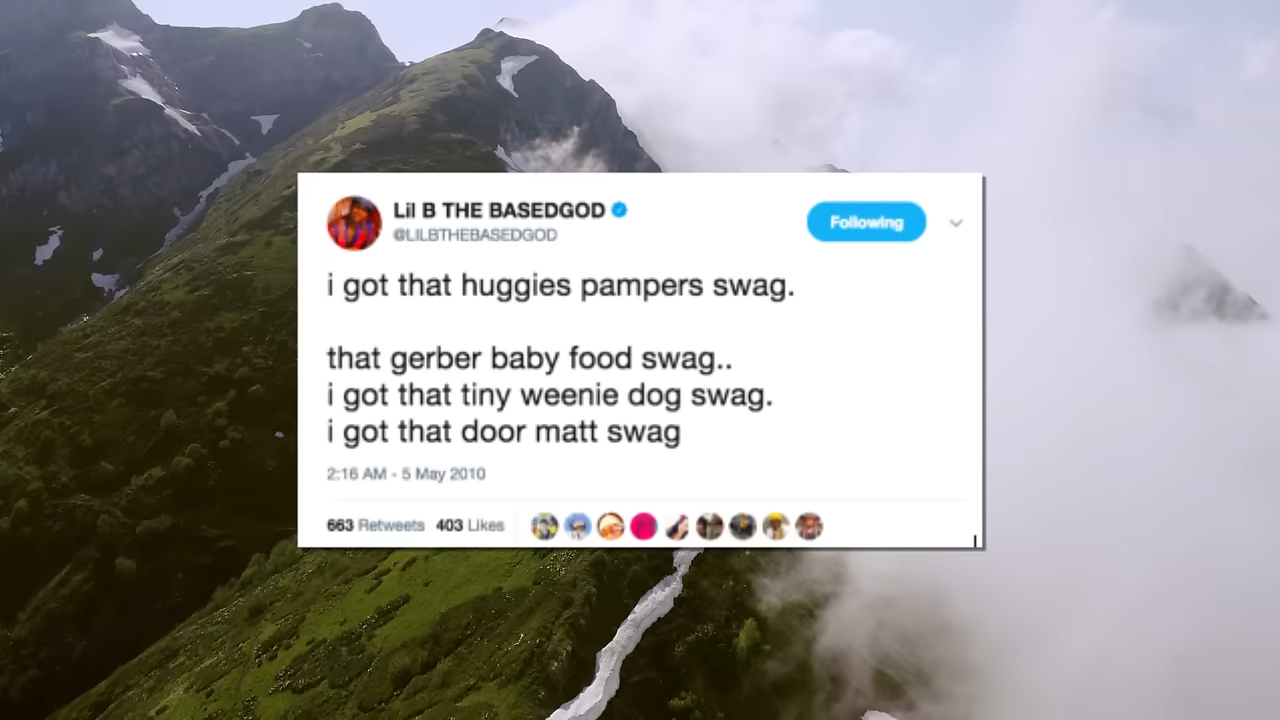 Lil B THE BASEDGOD
@LILBTHEBASEDGOD
Following
i got that huggies pampers swag.
that gerber baby food swag..
i got that tiny weenie dog swag.
i got that door matt swag
2:16 AM - 5 May 2010
663 Retweets 403 Likes